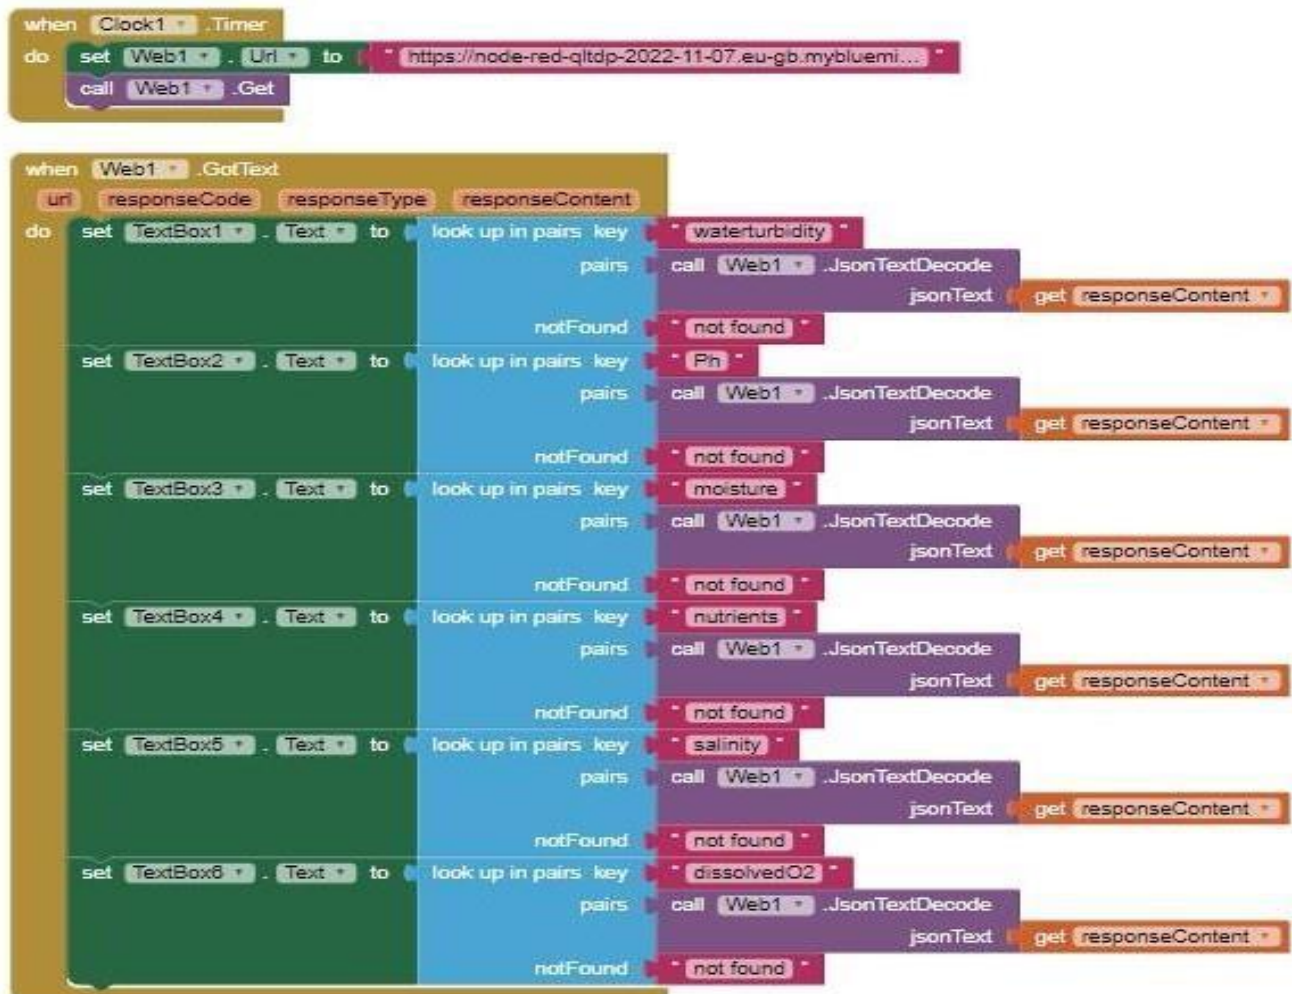 when Clock1 .Timer
do set Web1 . Url to " https://node-red-qltdp-2022-11-07.eu-gb.mybluemi... "
call Web1 .Get
when Web1 .GotText
url responseCode responseType responseContent
do set TextBox1 . Text to look up in pairs key " waterturbidity "
pairs call Web1 .JsonTextDecode
jsonText get responseContent
notFound " not found "
set TextBox2 . Text to look up in pairs key " Ph "
pairs call Web1 .JsonTextDecode
jsonText get responseContent
notFound " not found "
set TextBox3 . Text to look up in pairs key " moisture "
pairs call Web1 .JsonTextDecode
jsonText get responseContent
notFound " not found "
set TextBox4 . Text to look up in pairs key " nutrients "
pairs call Web1 .JsonTextDecode
jsonText get responseContent
notFound " not found "
set TextBox5 . Text to look up in pairs key " salinity "
pairs call Web1 .JsonTextDecode
jsonText get responseContent
notFound " not found "
set TextBox6 . Text to look up in pairs key " dissolvedO2 "
pairs call Web1 .JsonTextDecode
jsonText get responseContent
notFound " not found "